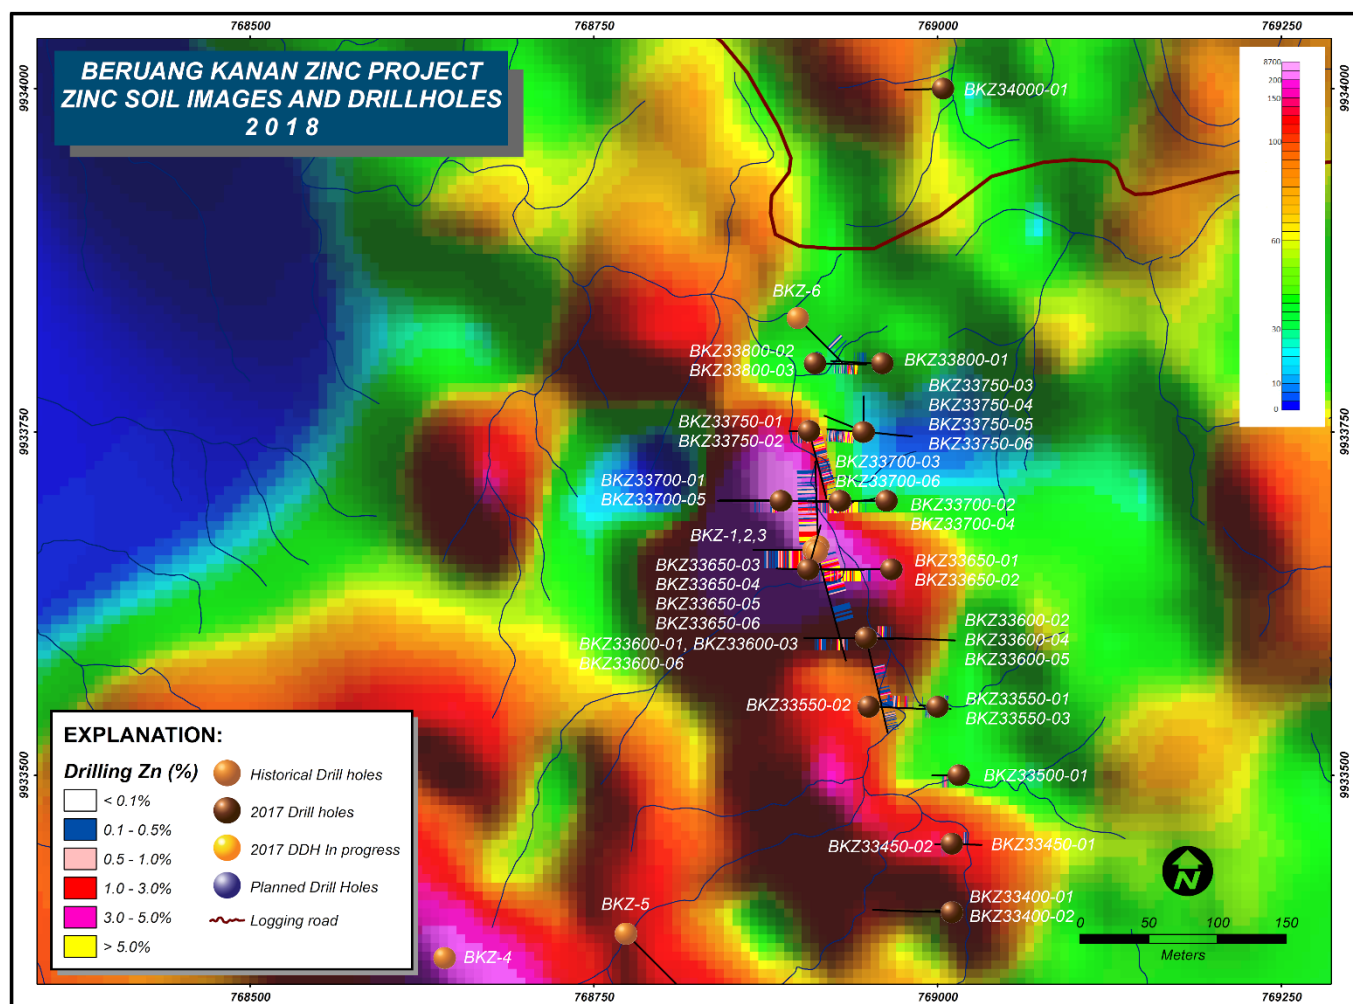 768500
768750
769000
769250
9934000
9934000
BERUANG KANAN ZINC PROJECT
ZINC SOIL IMAGES AND DRILLHOLES
2 0 1 8
8700
200
150
100
60
30
10
0
BKZ34000-01
BKZ-6
BKZ33800-02
BKZ33800-03
BKZ33800-01
BKZ33750-03
BKZ33750-04
BKZ33750-05
BKZ33750-06
BKZ33750-01
BKZ33750-02
9933750
9933750
BKZ33700-03
BKZ33700-06
BKZ33700-01
BKZ33700-05
BKZ33700-02
BKZ33700-04
BKZ-1,2,3
BKZ33650-03
BKZ33650-04
BKZ33650-05
BKZ33650-06
BKZ33650-01
BKZ33650-02
BKZ33600-01, BKZ33600-03
BKZ33600-06
BKZ33600-02
BKZ33600-04
BKZ33600-05
BKZ33550-02
BKZ33550-01
BKZ33550-03
9933500
9933500
BKZ33500-01
BKZ33450-02
BKZ33450-01
BKZ33400-01
BKZ33400-02
BKZ-5
BKZ-4
EXPLANATION:
Drilling Zn (%)
< 0.1%
0.1 - 0.5%
0.5 - 1.0%
1.0 - 3.0%
3.0 - 5.0%
> 5.0%
Historical Drill holes
2017 Drill holes
2017 DDH In progress
Planned Drill Holes
Logging road
N
0 50 100 150
Meters
768500
768750
769000
769250